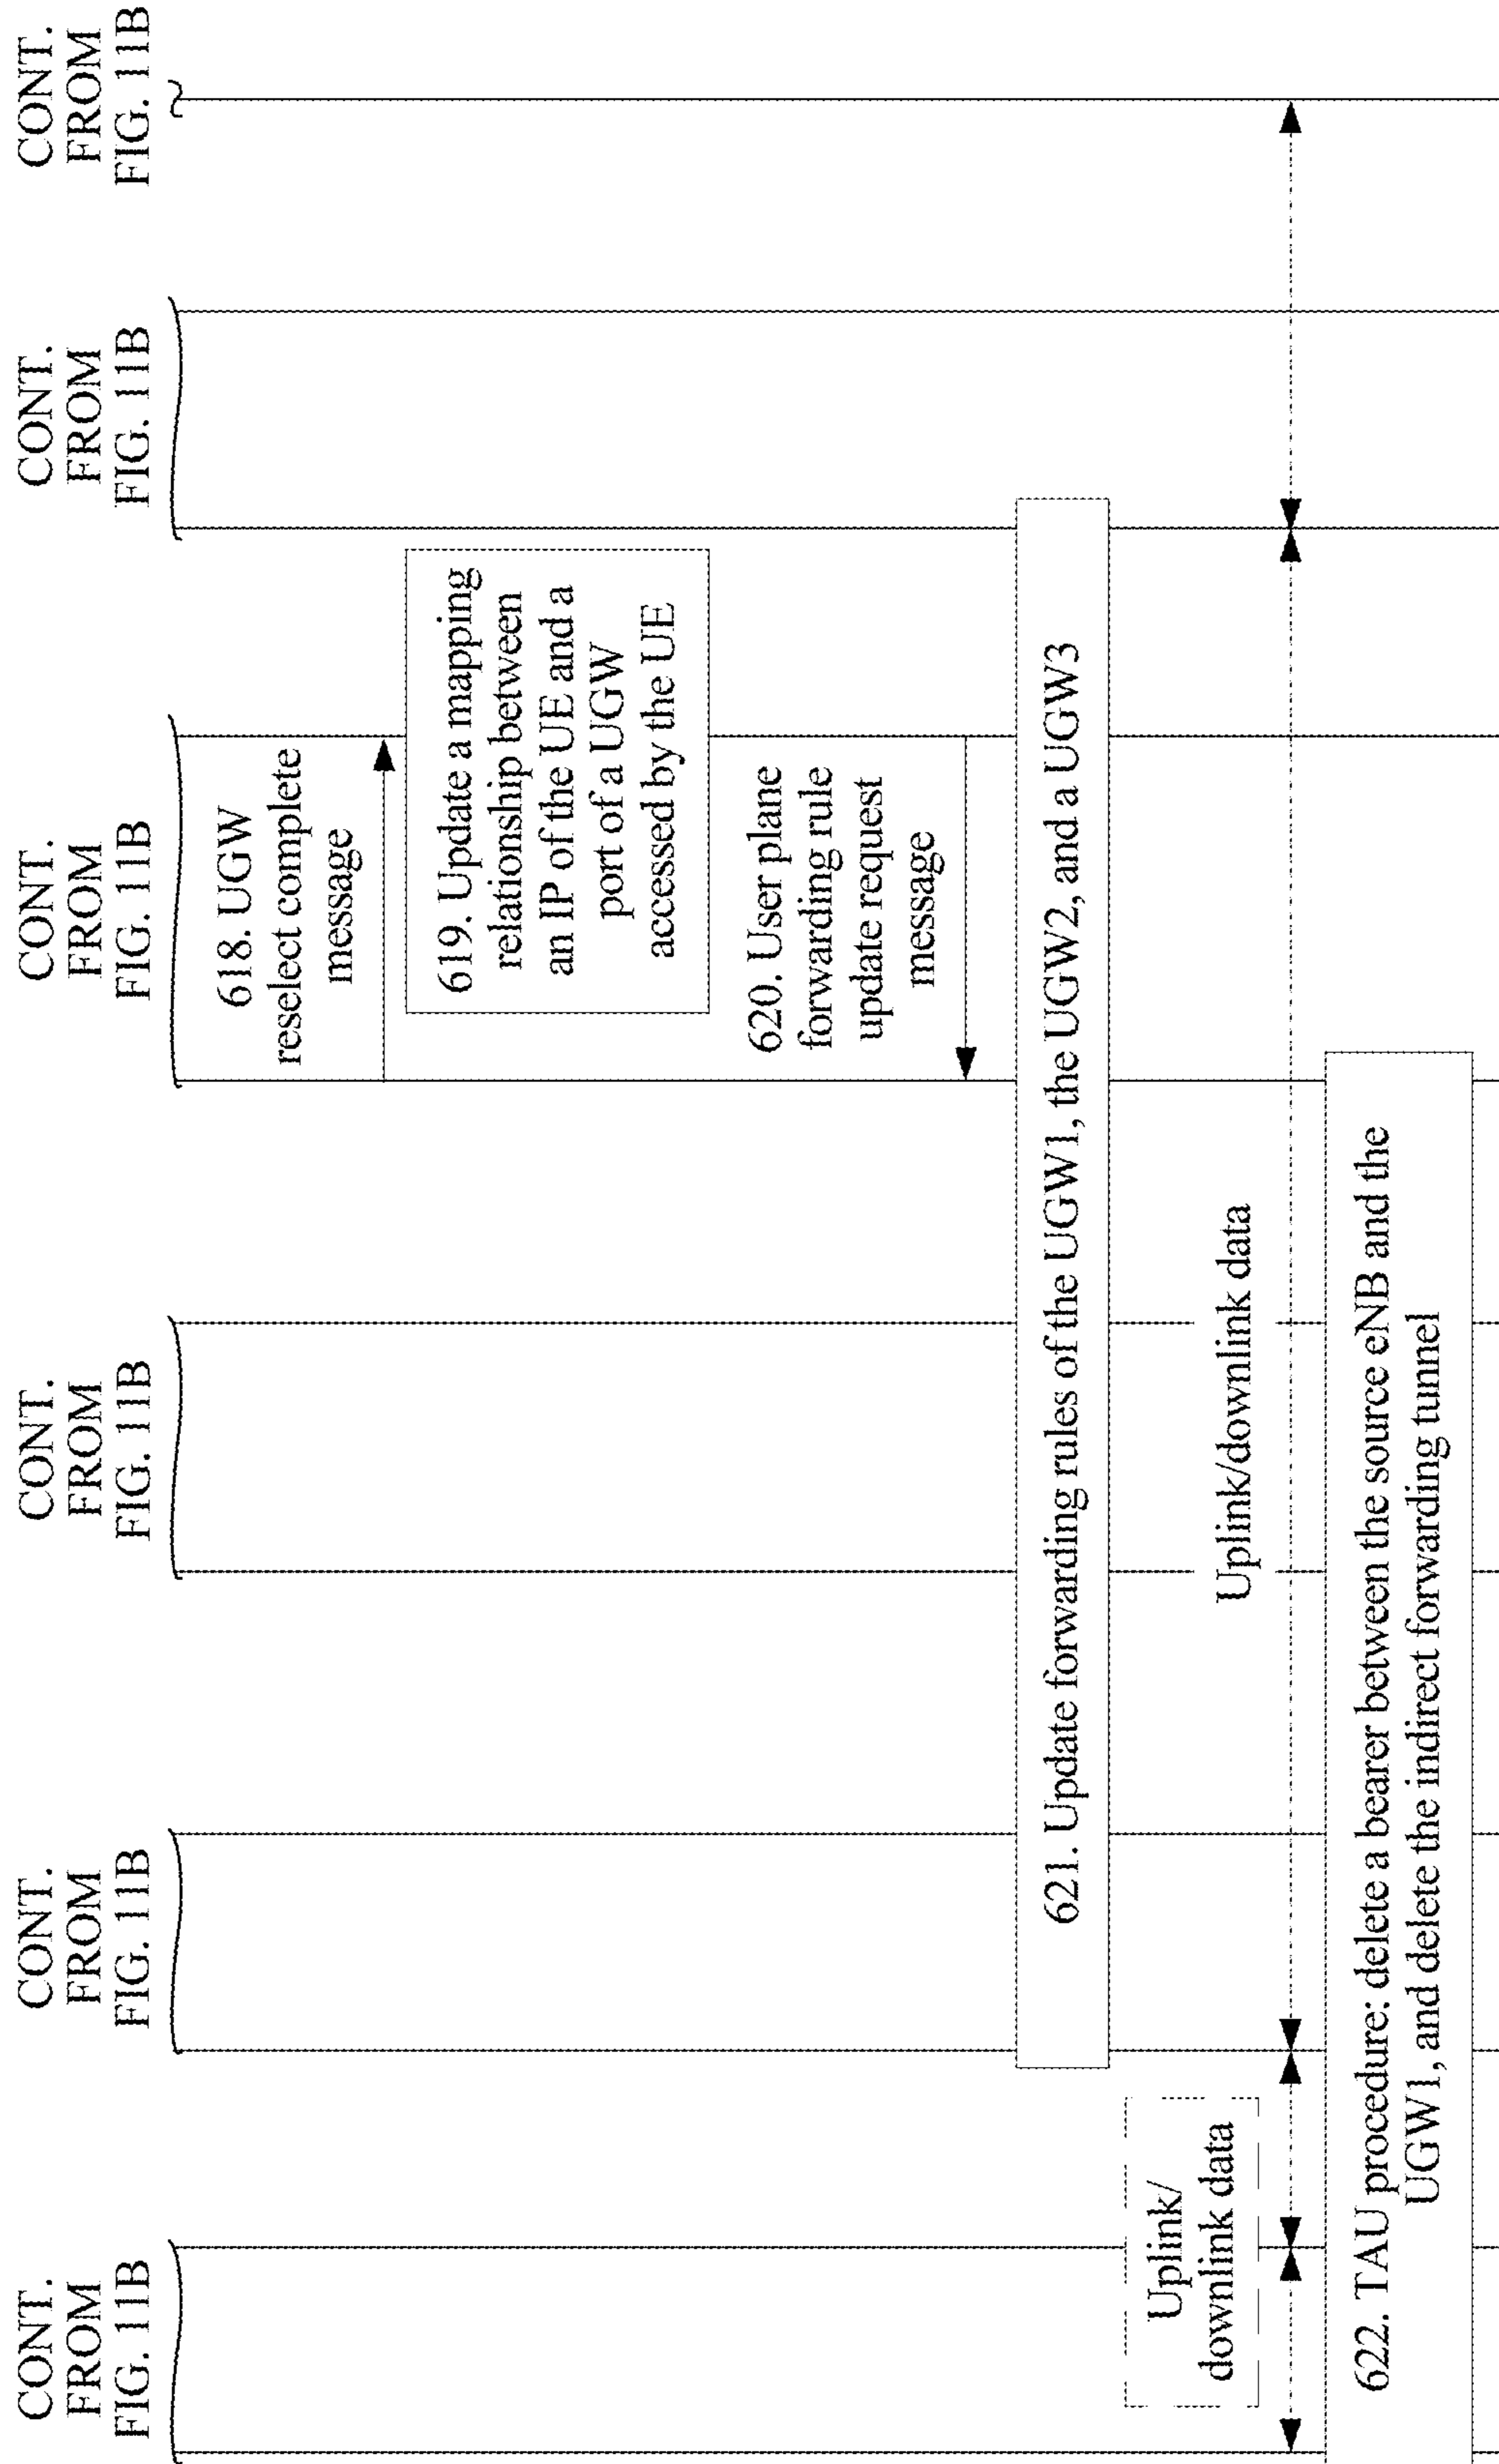 CONT.
FROM
FIG. 11B
CONT.
FROM
FIG. 11B
CONT.
FROM
FIG. 11B
CONT.
FROM
FIG. 11B
CONT.
FROM
FIG. 11B
CONT.
FROM
FIG. 11B
618. UGW
reselect complete
message
619. Update a mapping
relationship between
an IP of the UE and a
port of a UGW
accessed by the UE
620. User plane
forwarding rule
update request
message
621. Update forwarding rules of the UGW1, the UGW2, and a UGW3
Uplink/
downlink data
Uplink/downlink data
622. TAU procedure: delete a bearer between the source eNB and the
UGW1, and delete the indirect forwarding tunnel